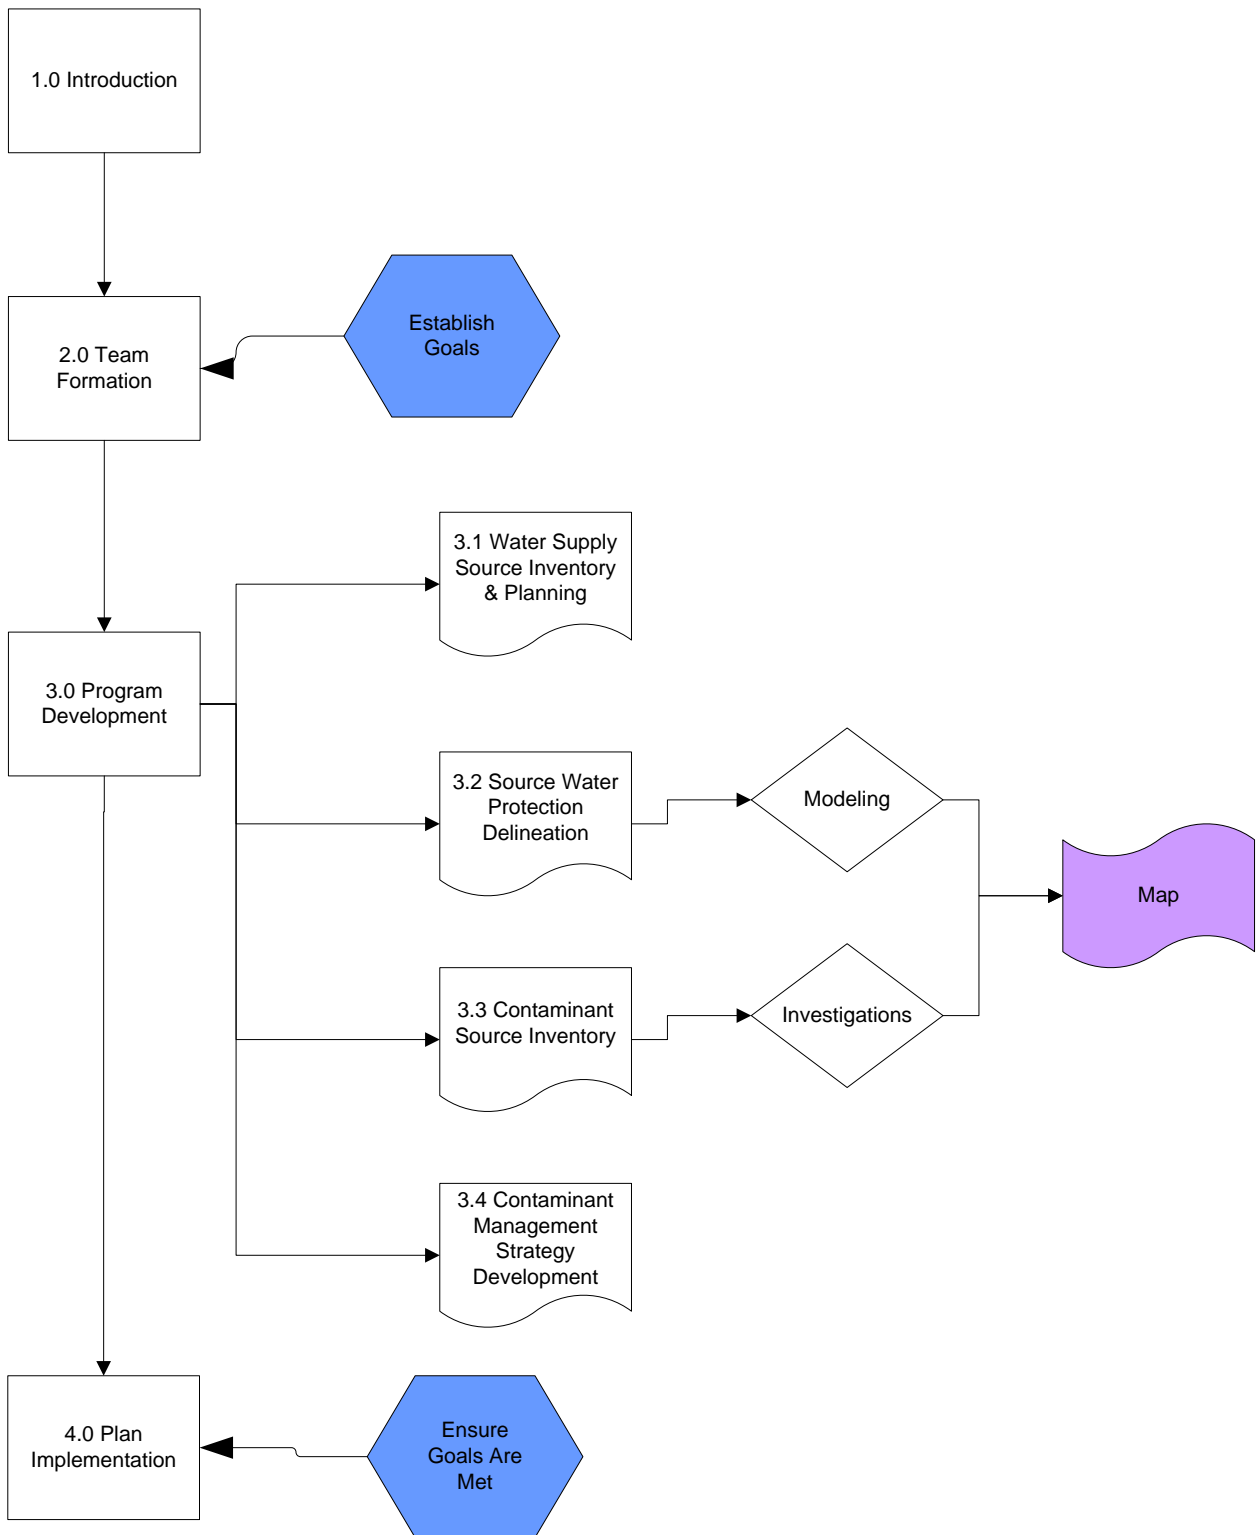 1.0 Introduction
2.0 Team
Formation
Establish
Goals
3.1 Water Supply
Source Inventory
& Planning
3.0 Program
Development
3.2 Source Water
Protection
Delineation
Modeling
Map
3.3 Contaminant
Source Inventory
Investigations
3.4 Contaminant
Management
Strategy
Development
4.0 Plan
Implementation
Ensure
Goals Are
Met